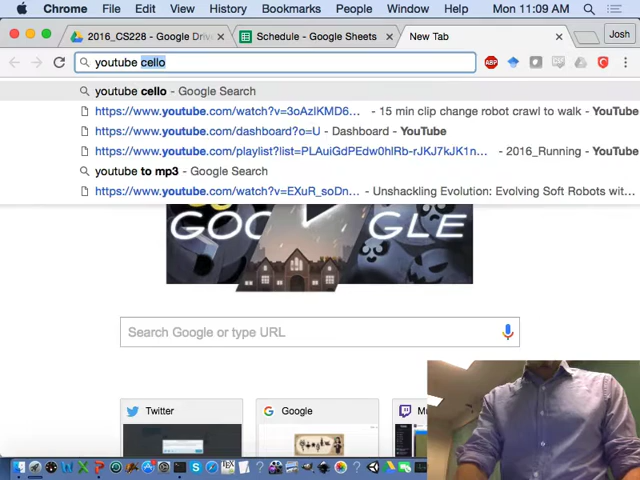 Chrome File Edit View History Bookmarks People Window Help Mon 11:09 AM
2016_CS228 - Google Driv Schedule - Google Sheets New Tab Josh
youtube cello
youtube cello - Google Search
https://www.youtube.com/watch?v=3oAzlKMD6... - 15 min clip change robot crawl to walk - YouTube
https://www.youtube.com/dashboard?o=U - Dashboard - YouTube
https://www.youtube.com/playlist?list=PLAuiGdPEdw0hlRb-rJKJ7kJK1n... - 2016_Running - YouTube
youtube to mp3 - Google Search
https://www.youtube.com/watch?v=EXuR_soDn... - Unshackling Evolution: Evolving Soft Robots wit...
GOO GLE
Search Google or type URL
Twitter Google